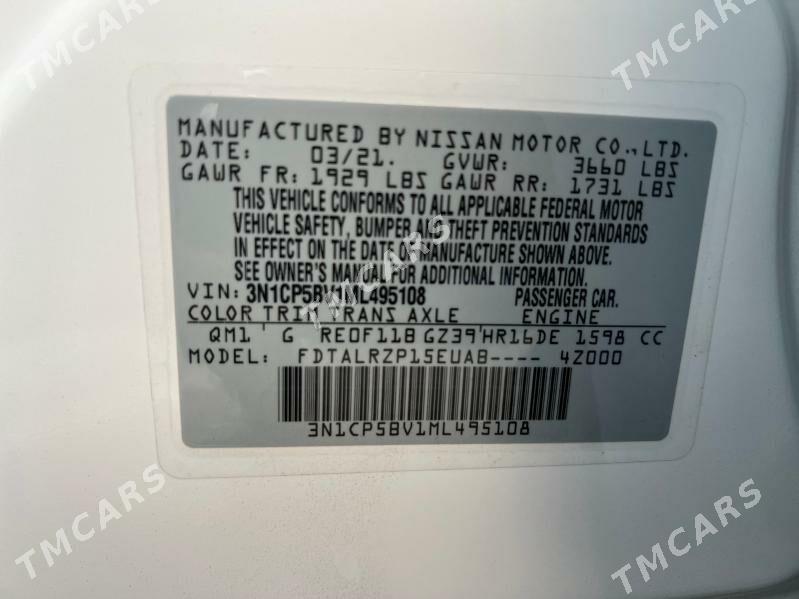 MANUFACTURED BY NISSAN MOTOR CO.,LTD.
DATE: 03/21. GVWR: 3660 LBS
GAWR FR: 1929 LBS GAWR RR: 1731 LBS
THIS VEHICLE CONFORMS TO ALL APPLICABLE FEDERAL MOTOR
VEHICLE SAFETY, BUMPER AND THEFT PREVENTION STANDARDS
IN EFFECT ON THE DATE OF MANUFACTURE SHOWN ABOVE.
SEE OWNER'S MANUAL FOR ADDITIONAL INFORMATION.
VIN: 3N1CP5BV1ML495108 PASSENGER CAR.
COLOR TRIM TRANS AXLE ENGINE
QM1 ' G RE0F11B GZ39'HR16DE 1598 CC
MODEL: FDTALRZP15EUAB---- 4Z000
3N1CP5BV1ML495108
TMCARS
TMCARS
TMCARS
TMCARS
TMCARS